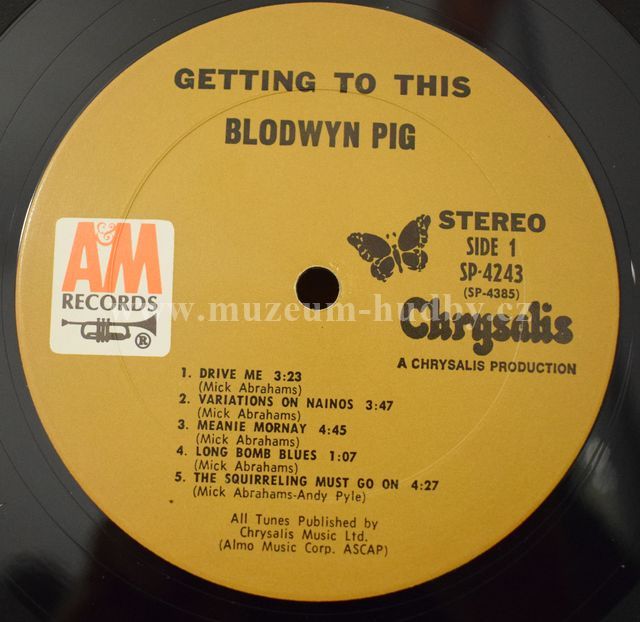 GETTING TO THIS
BLODWYN PIG
A&M
RECORDS
®
STEREO
SIDE 1
SP-4243
(SP-4385)
Chrysalis
A CHRYSALIS PRODUCTION
www.muzeum-hudby.cz
1. DRIVE ME 3:23
(Mick Abrahams)
2. VARIATIONS ON NAINOS 3:47
(Mick Abrahams)
3. MEANIE MORNAY 4:45
(Mick Abrahams)
4. LONG BOMB BLUES 1:07
(Mick Abrahams)
5. THE SQUIRRELING MUST GO ON 4:27
(Mick Abrahams-Andy Pyle)
All Tunes Published by
Chrysalis Music Ltd.
(Almo Music Corp. ASCAP)